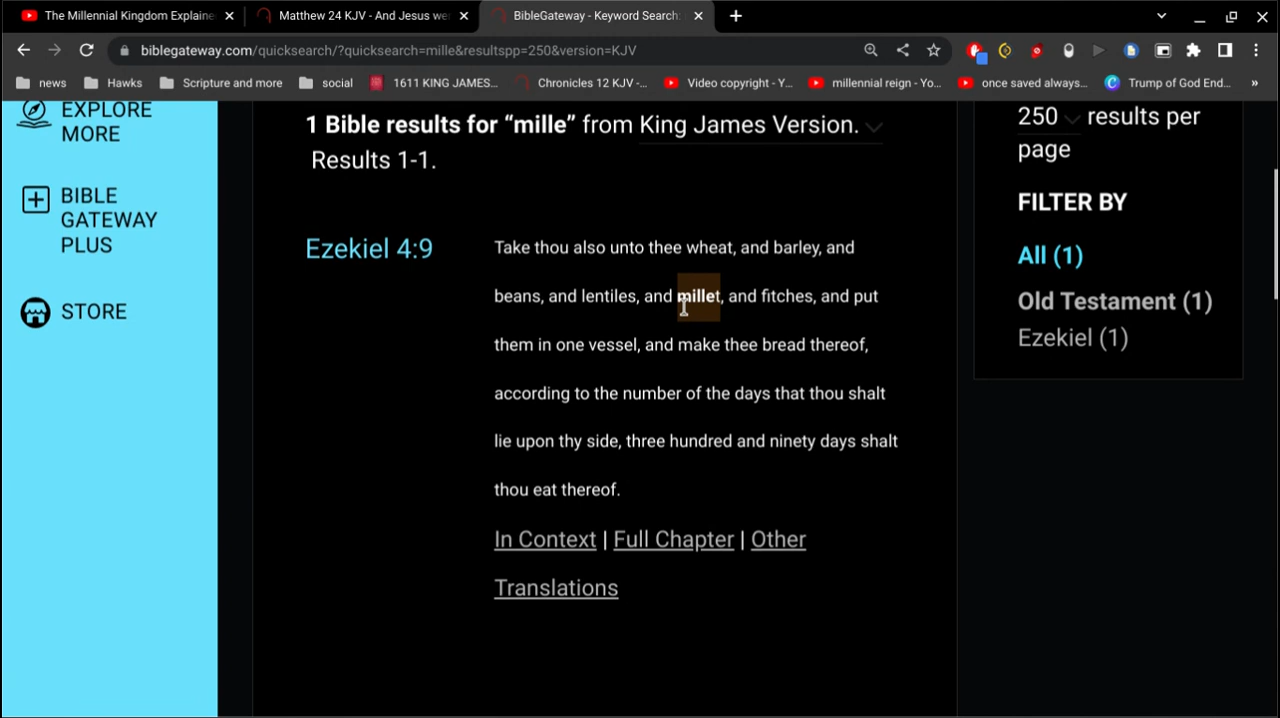 The Millennial Kingdom Explaine
Matthew 24 KJV - And Jesus we
BibleGateway - Keyword Search:
biblegateway.com/quicksearch/?quicksearch=mille&resultspp=250&version=KJV
news
Hawks
Scripture and more
social
1611 KING JAMES...
Chronicles 12 KJV -...
Video copyright - Y...
millennial reign - Yo...
once saved always...
Trump of God End...
»
EXPLORE
MORE
BIBLE
GATEWAY
PLUS
STORE
1 Bible results for “mille” from King James Version.
Results 1-1.
Ezekiel 4:9
Take thou also unto thee wheat, and barley, and
beans, and lentiles, and millet, and fitches, and put
them in one vessel, and make thee bread thereof,
according to the number of the days that thou shalt
lie upon thy side, three hundred and ninety days shalt
thou eat thereof.
In Context | Full Chapter | Other
Translations
250 results per
page
FILTER BY
All (1)
Old Testament (1)
Ezekiel (1)